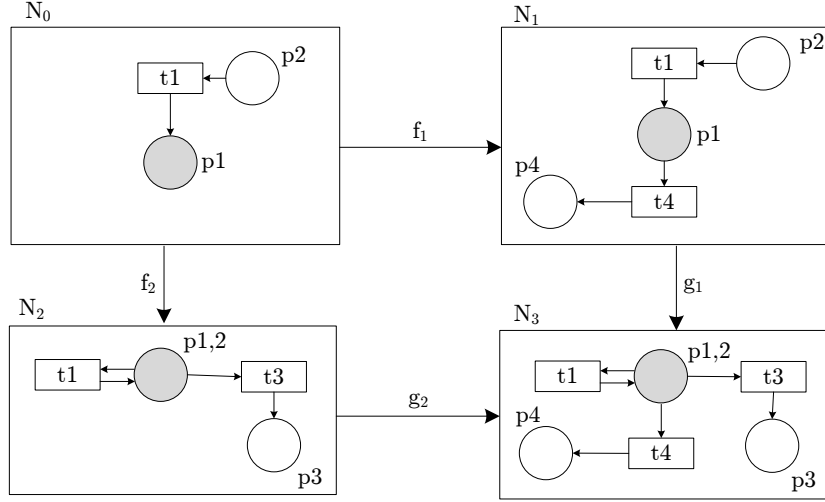 N₀
t1
p2
p1
N₁
t1
p2
p1
p4
t4
f₁
f₂
g₁
N₂
p1,2
t1
t3
p3
g₂
N₃
p1,2
t1
t3
p4
t4
p3